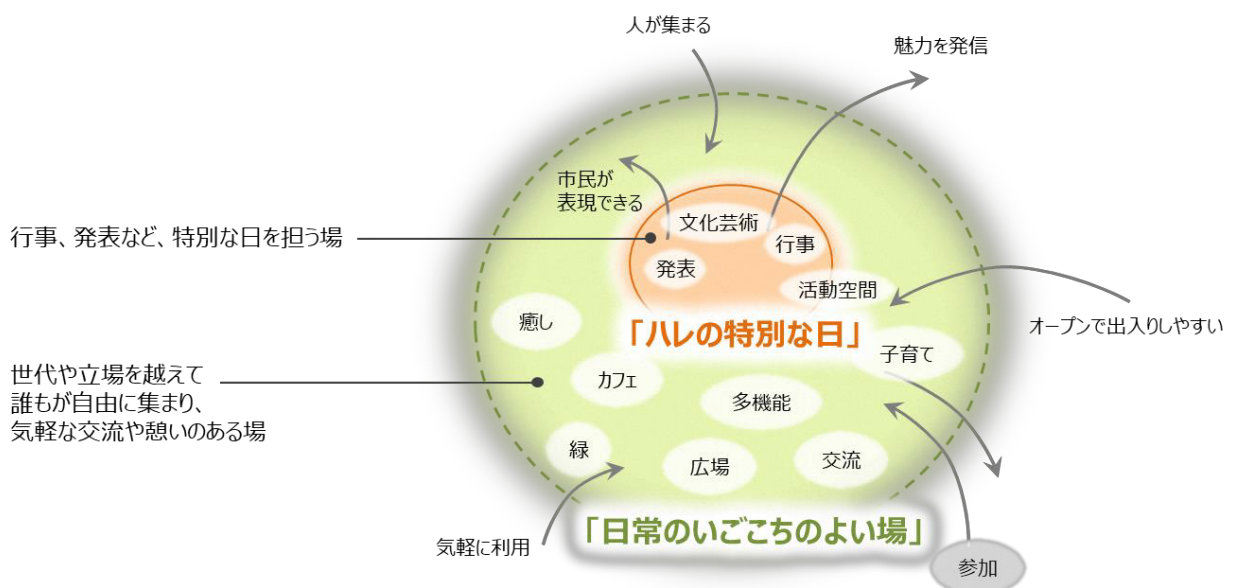 人が集まる
魅力を発信
市民が
表現できる
文化芸術
行事
発表
活動空間
行事、発表など、特別な日を担う場
癒し
「ハレの特別な日」
オープンで出入りしやすい
子育て
世代や立場を越えて
誰もが自由に集まり、
気軽な交流や憩いのある場
カフェ
多機能
緑
広場
交流
「日常のいごこちのよい場」
気軽に利用
参加